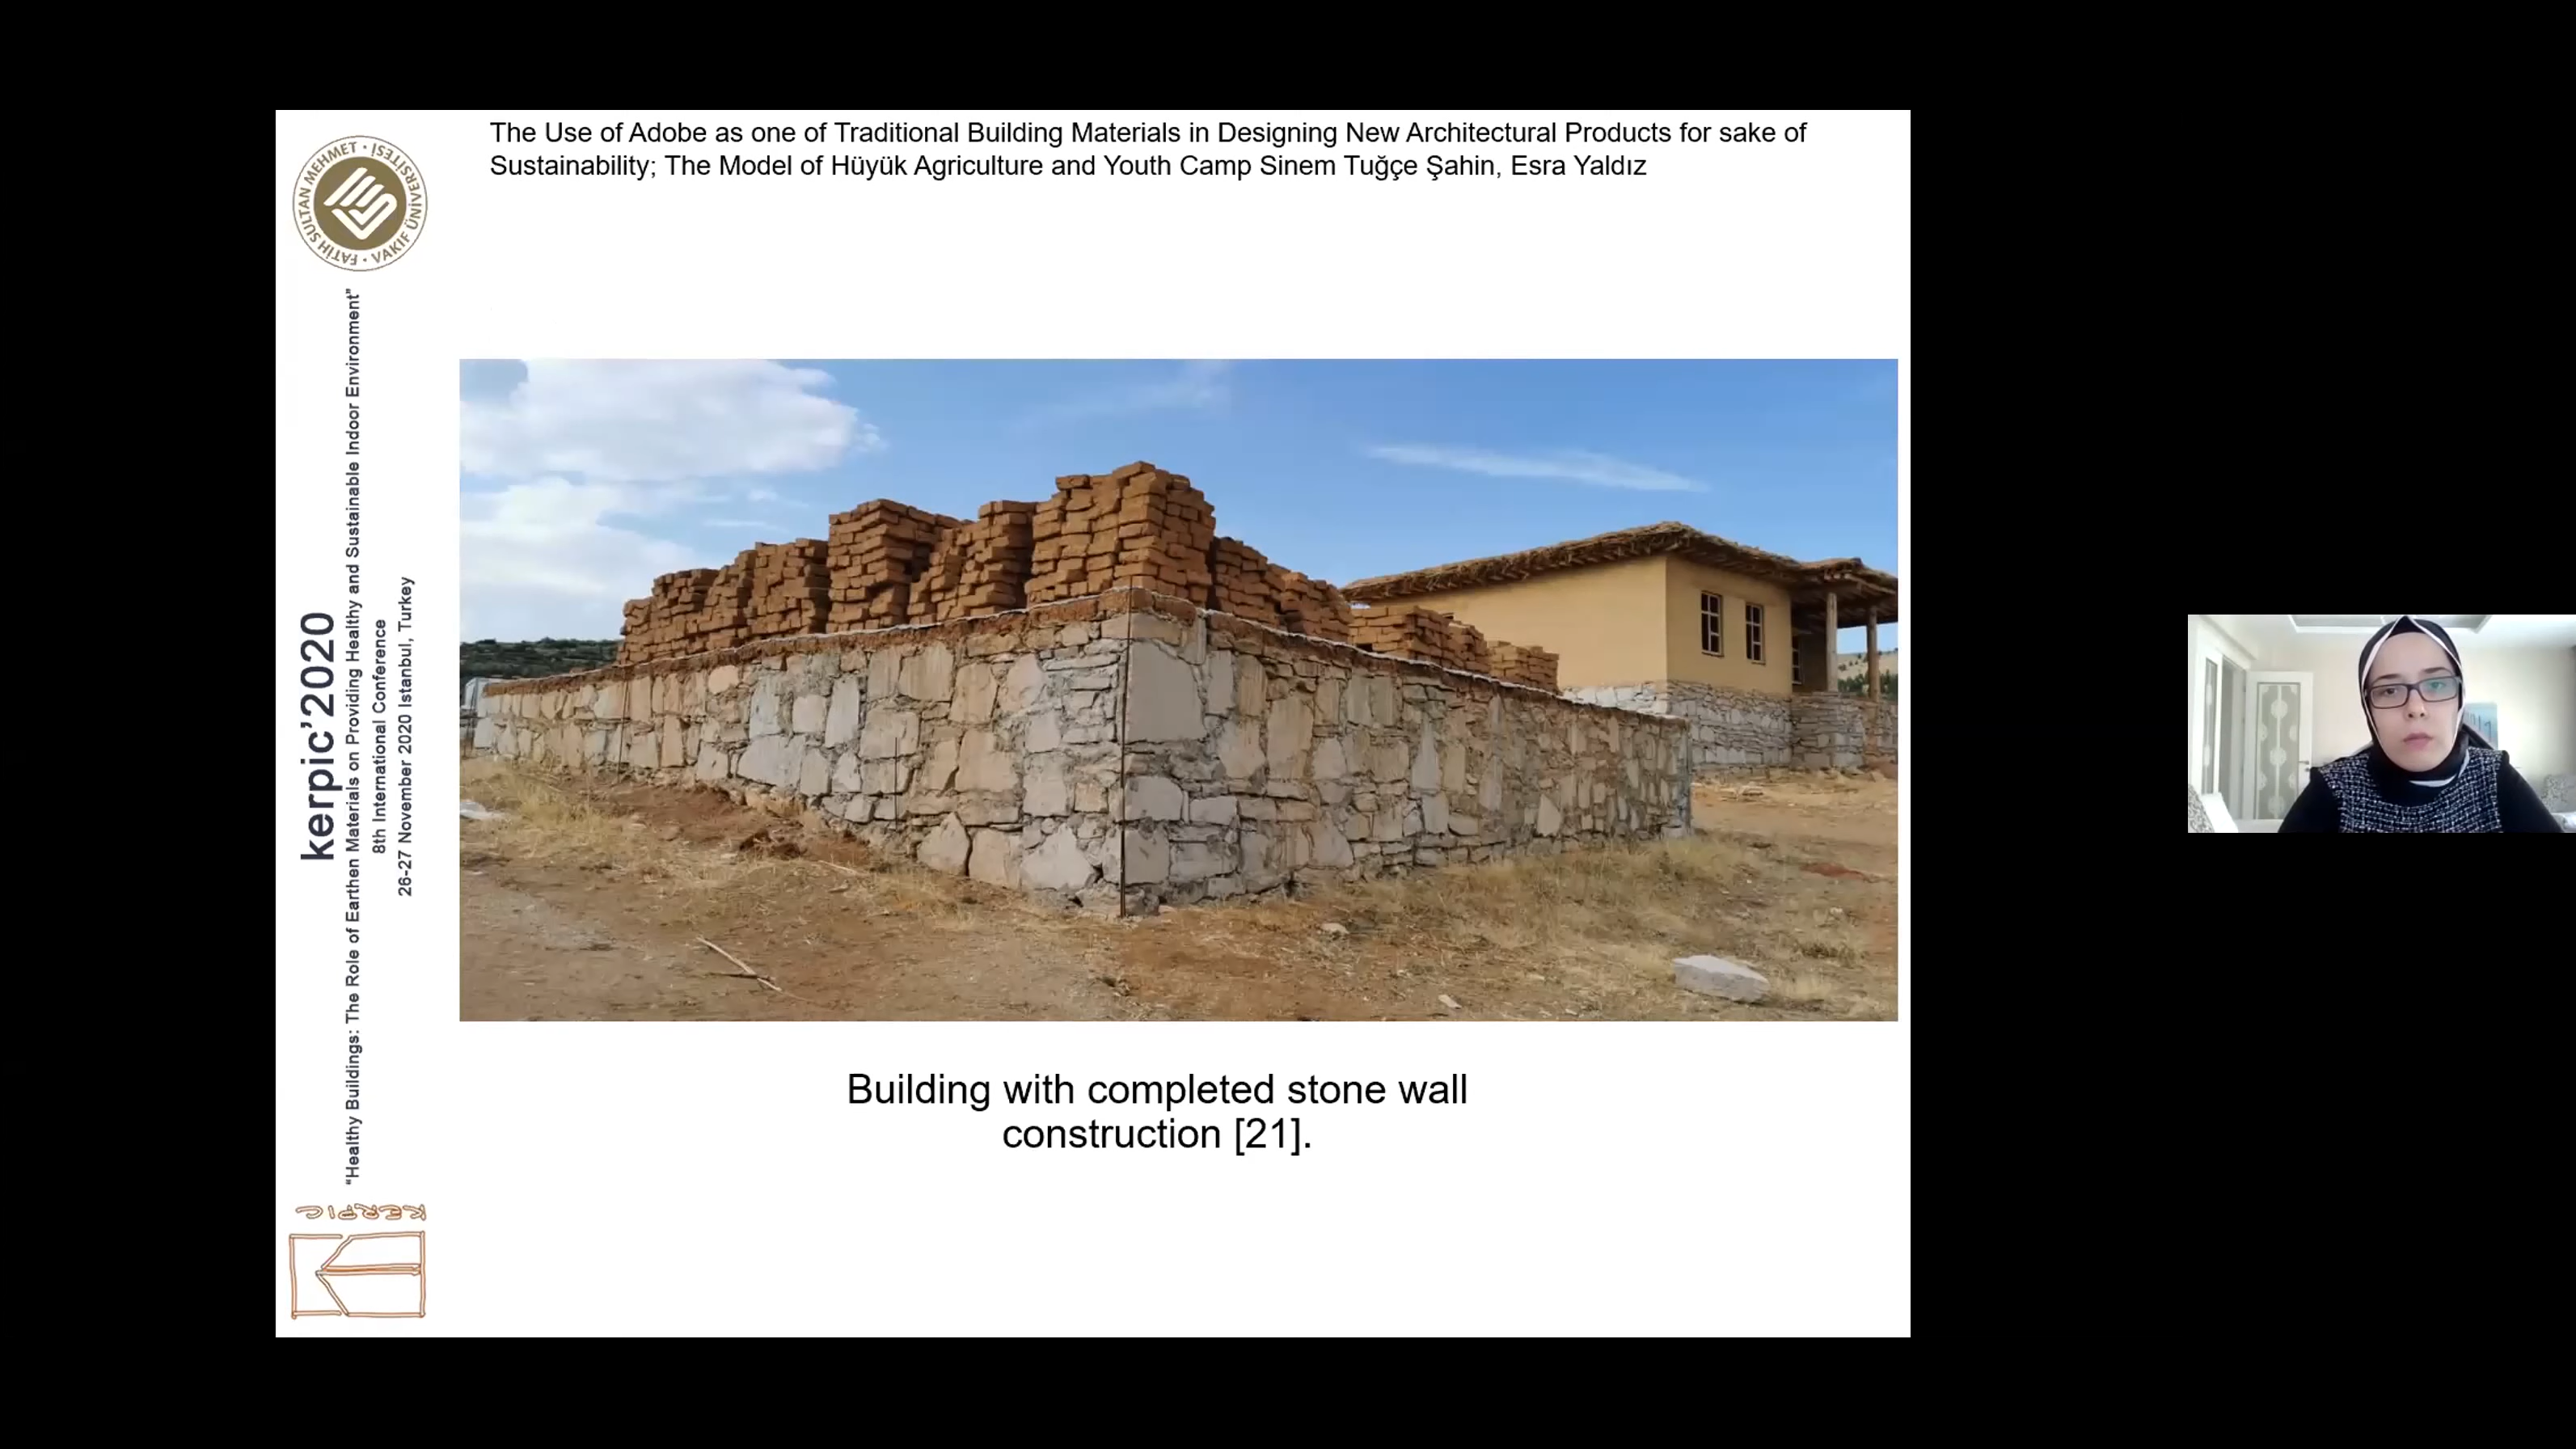 The Use of Adobe as one of Traditional Building Materials in Designing New Architectural Products for sake of
Sustainability; The Model of Hüyük Agriculture and Youth Camp Sinem Tuğçe Şahin, Esra Yaldız
FATİH SULTAN MEHMET · VAKIF ÜNİVERSİTESİ ·
kerpic’2020
“Healthy Buildings: The Role of Earthen Materials on Providing Healthy and Sustainable Indoor Environment”
8th International Conference
26-27 November 2020 Istanbul, Turkey
KERPIC
Building with completed stone wall
construction [21].